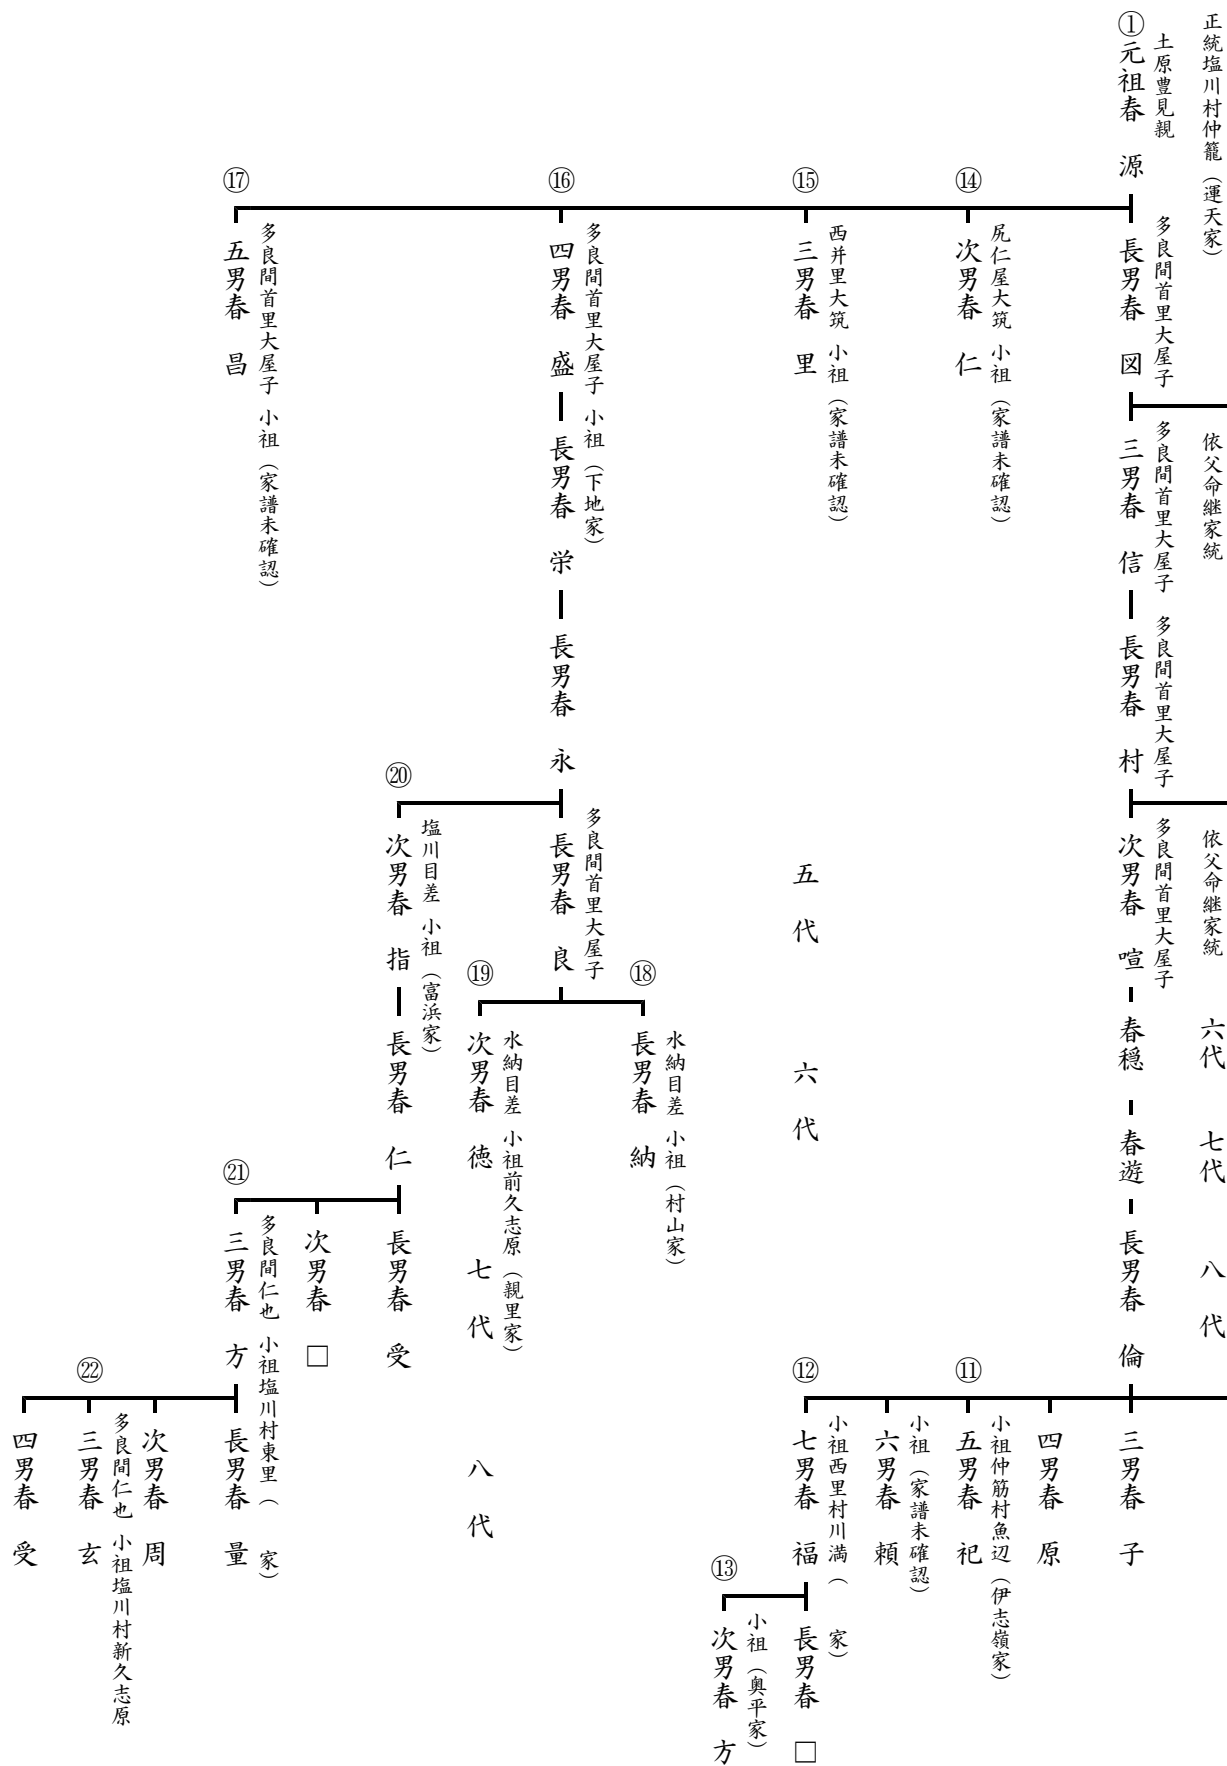 正統塩川村仲籠（運天家）
土原豊見親
①元祖春源
多良間首里大屋子
長男春図
依父命継家統
多良間首里大屋子
三男春信
多良間首里大屋子
長男春村
依父命継家統
多良間首里大屋子
次男春喧
六代
春穏
七代
春遊
八代
長男春倫
三男春子
四男春原
⑪
小祖仲筋村魚辺（伊志嶺家）
五男春祀
小祖（家譜未確認）
六男春頼
⑫
小祖西里村川満（　家）
七男春福
長男春□
⑬
小祖（奥平家）
次男春方
⑭
尻仁屋大筑 小祖（家譜未確認）
次男春仁
⑮
西并里大筑 小祖（家譜未確認）
三男春里
五代
六代
⑯
多良間首里大屋子 小祖（下地家）
四男春盛
長男春栄
長男春永
多良間首里大屋子
長男春良
⑱
水納目差 小祖（村山家）
長男春納
⑲
水納目差 小祖前久志原（親里家）
次男春徳
七代
八代
⑳
塩川目差 小祖（富浜家）
次男春指
長男春仁
長男春受
次男春□
㉑
多良間仁也 小祖塩川村東里（　家）
三男春方
長男春量
次男春周
㉒
多良間仁也 小祖塩川村新久志原
三男春玄
四男春受
⑰
多良間首里大屋子 小祖（家譜未確認）
五男春昌